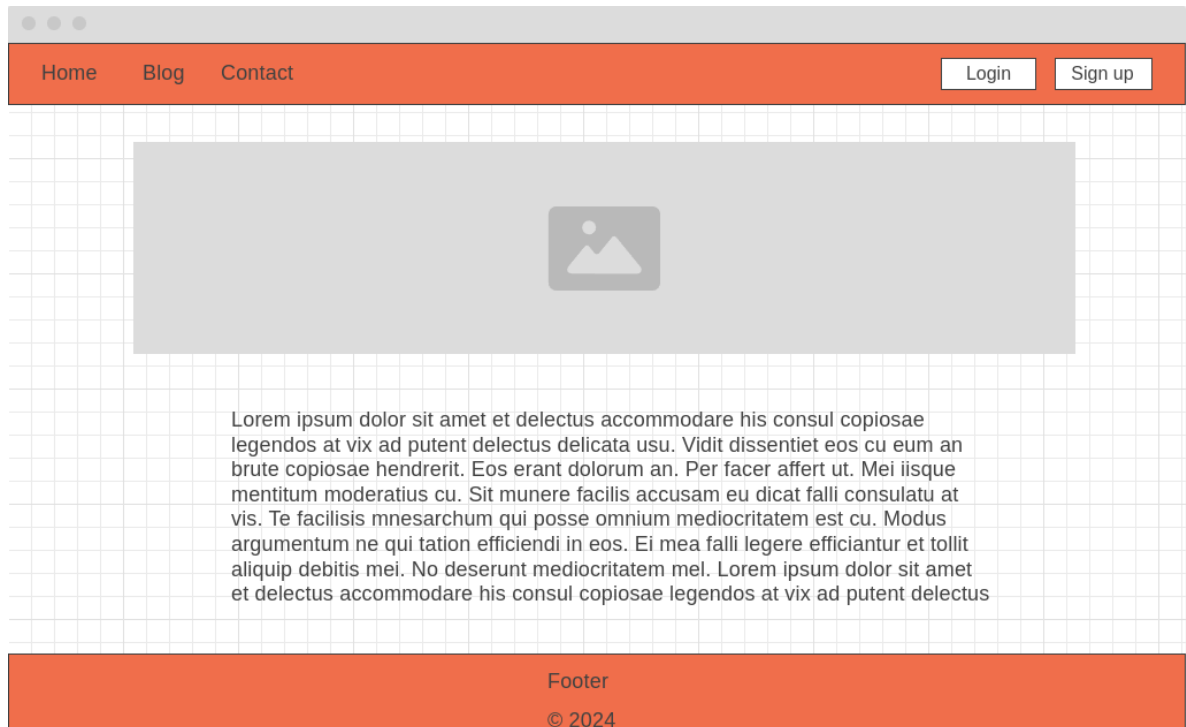 Home Blog Contact Login Sign up
Lorem ipsum dolor sit amet et delectus accommodare his consul copiosae
legendos at vix ad putent delectus delicata usu. Vidit dissentiet eos cu eum an
brute copiosae hendrerit. Eos erant dolorum an. Per facer affert ut. Mei iisque
mentitum moderatius cu. Sit munere facilis accusam eu dicat falli consulatu at
vis. Te facilisis mnesarchum qui posse omnium mediocritatem est cu. Modus
argumentum ne qui tation efficiendi in eos. Ei mea falli legere efficiantur et tollit
aliquip debitis mei. No deserunt mediocritatem mel. Lorem ipsum dolor sit amet
et delectus accommodare his consul copiosae legendos at vix ad putent delectus
Footer
© 2024